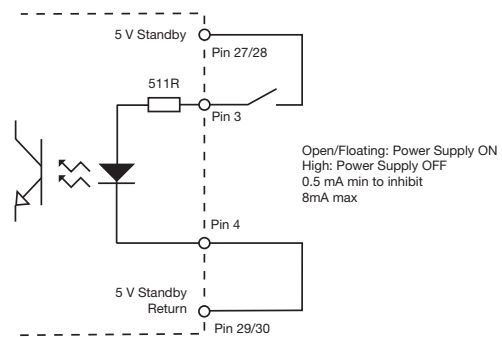 5 V Standby
Pin 27/28
511R
Pin 3
Open/Floating: Power Supply ON
High: Power Supply OFF
0.5 mA min to inhibit
8mA max
Pin 4
5 V Standby
Return
Pin 29/30